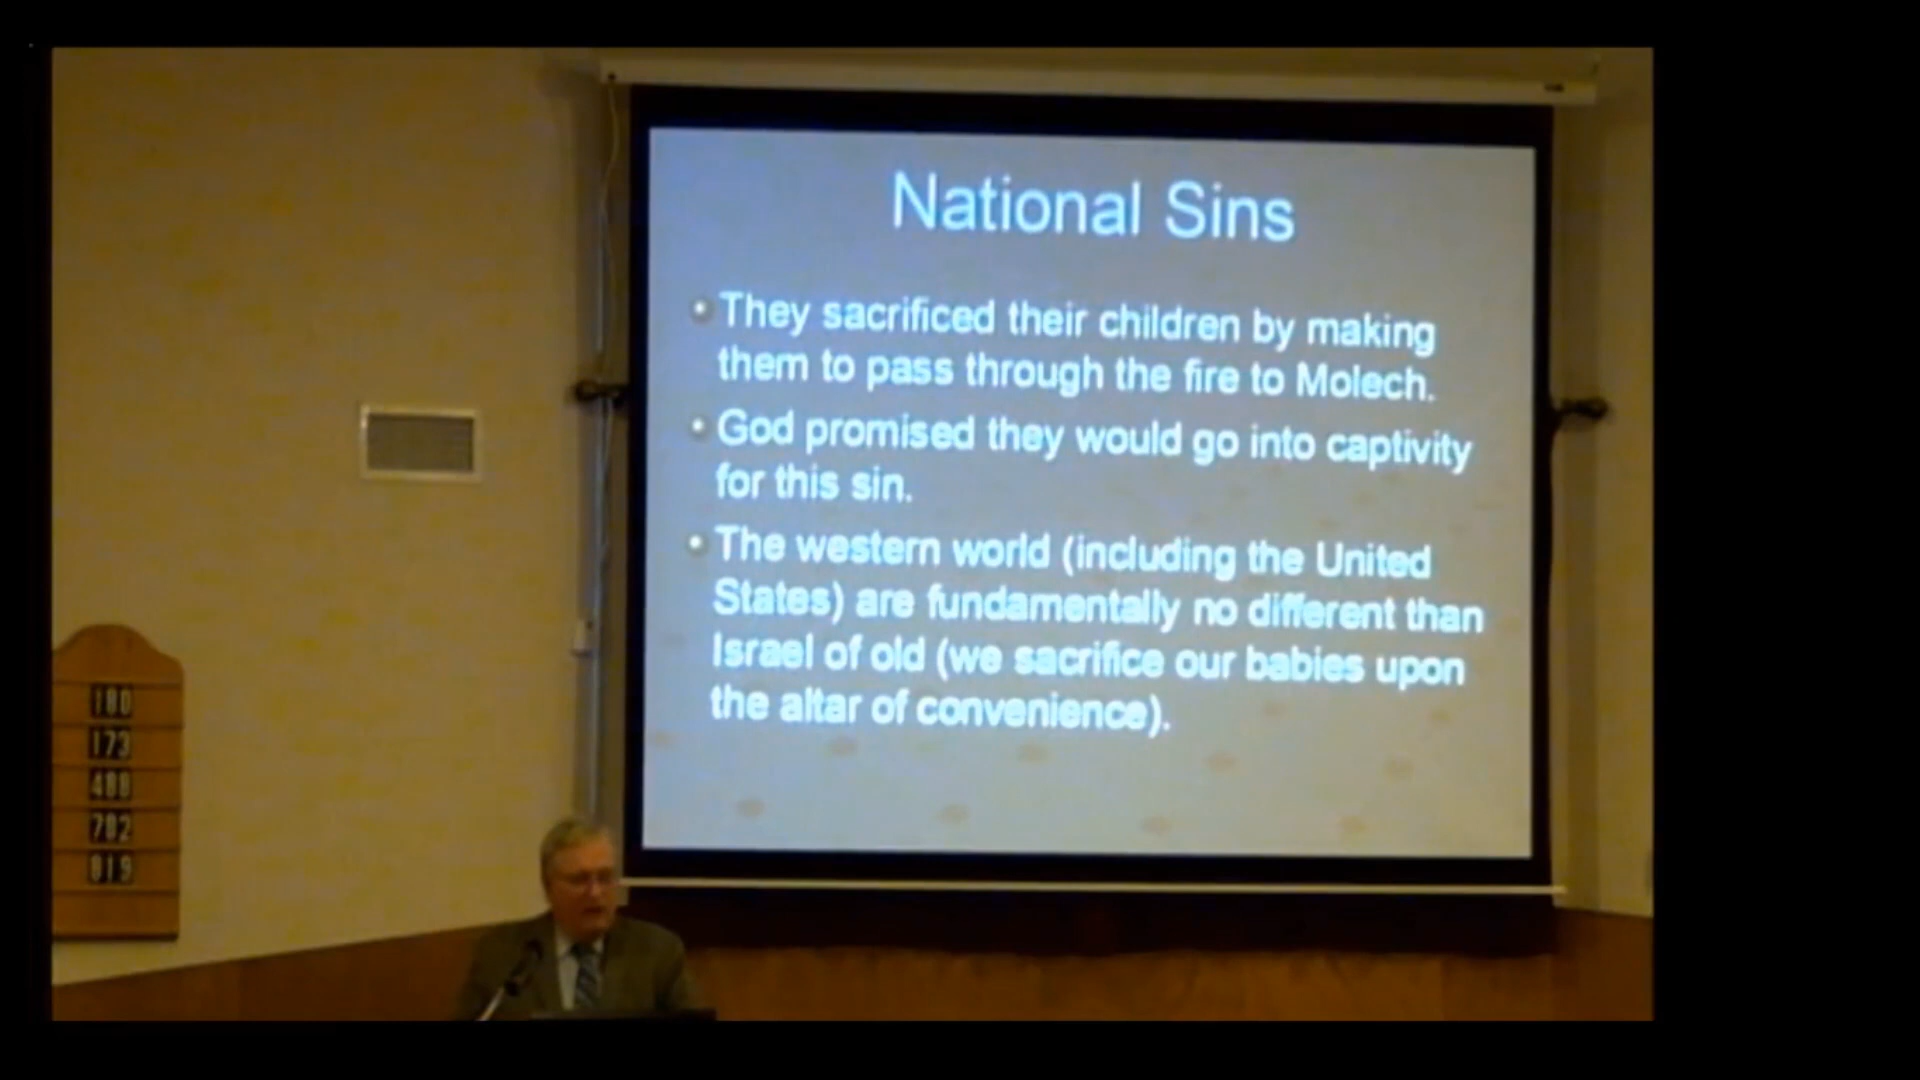 National Sins
They sacrificed their children by making
them to pass through the fire to Molech.
God promised they would go into captivity
for this sin.
The western world (including the United
States) are fundamentally no different than
Israel of old (we sacrifice our babies upon
the altar of convenience).
180
173
488
782
819